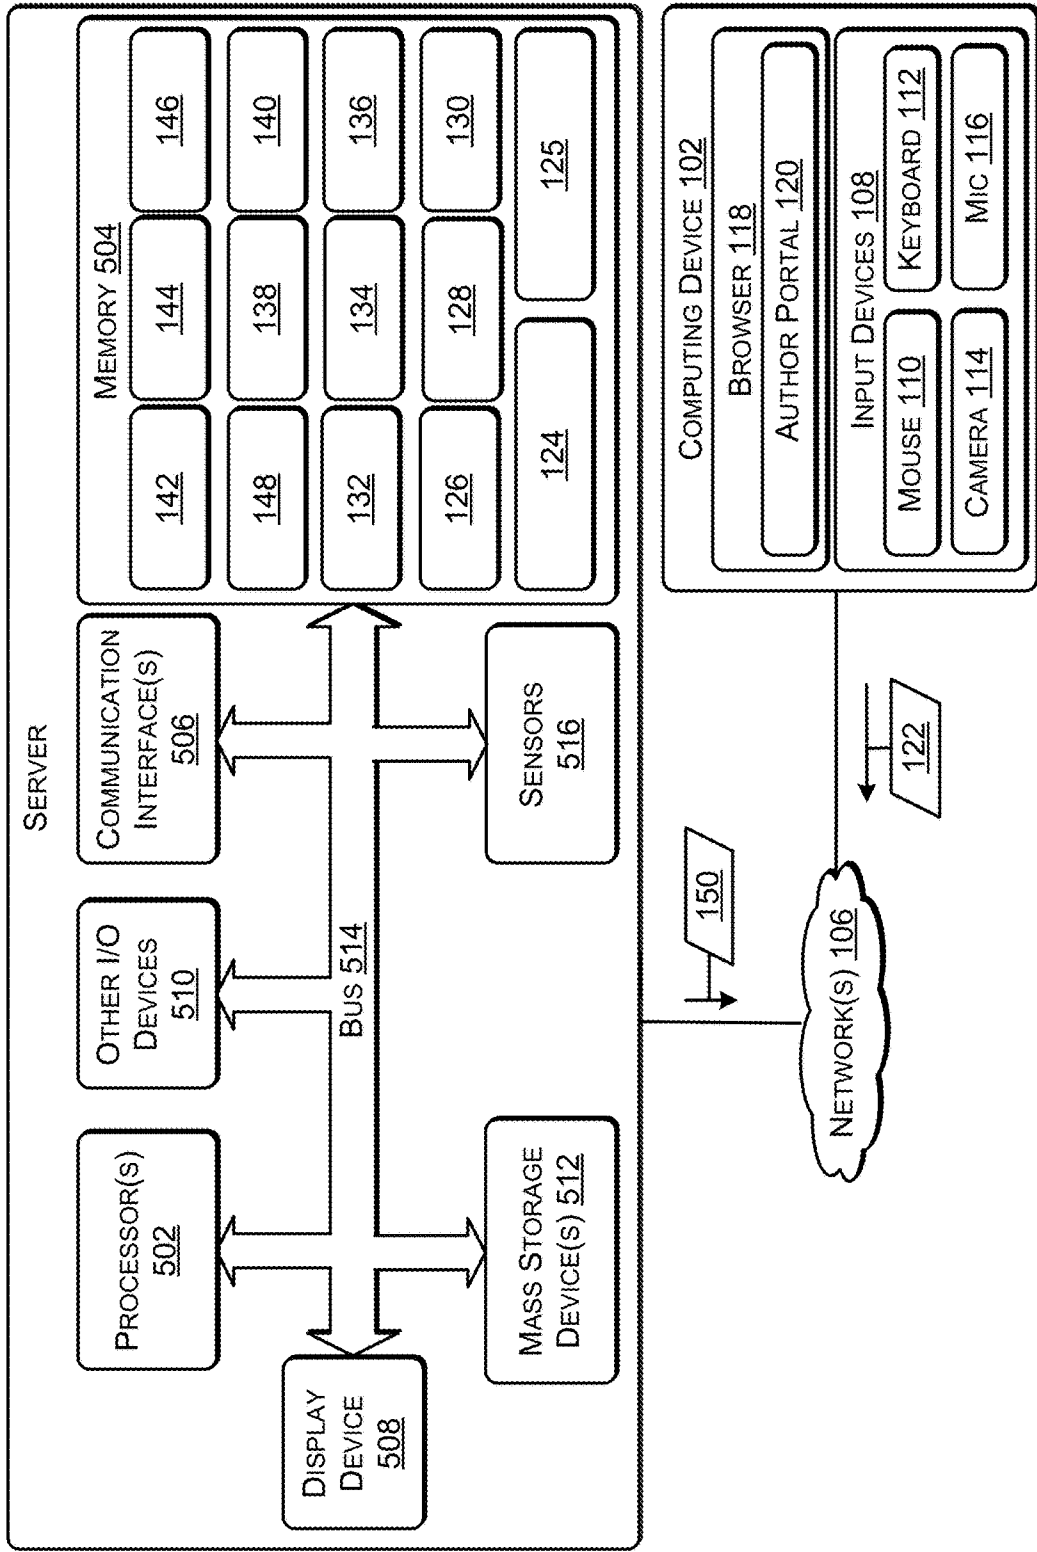 SERVER
PROCESSOR(S)
502
OTHER I/O
DEVICES
510
COMMUNICATION
INTERFACE(S)
506
MEMORY 504
142
144
146
148
138
140
132
134
136
126
128
130
124
125
DISPLAY
DEVICE
508
BUS 514
MASS STORAGE
DEVICE(S) 512
SENSORS
516
COMPUTING DEVICE 102
BROWSER 118
AUTHOR PORTAL 120
INPUT DEVICES 108
MOUSE 110
KEYBOARD 112
CAMERA 114
MIC 116
150
122
NETWORK(S) 106